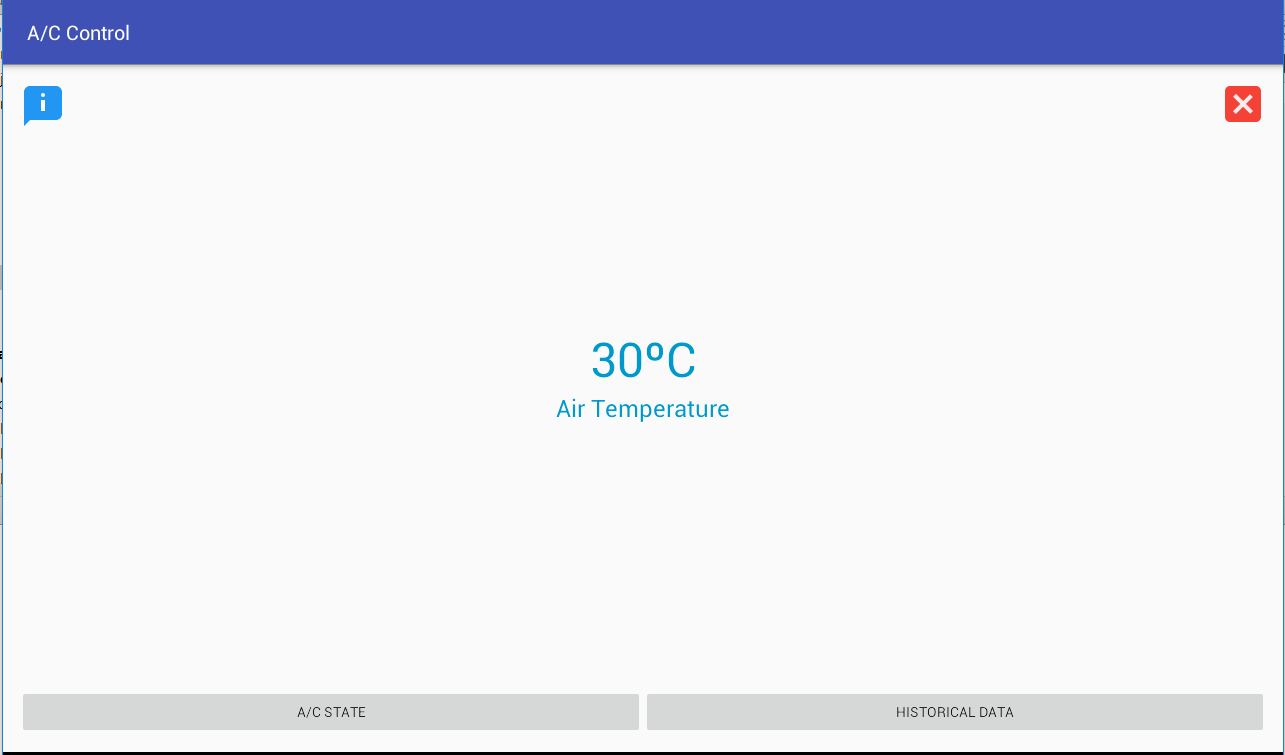 A/C Control
i
30ºC
Air Temperature
A/C STATE
HISTORICAL DATA